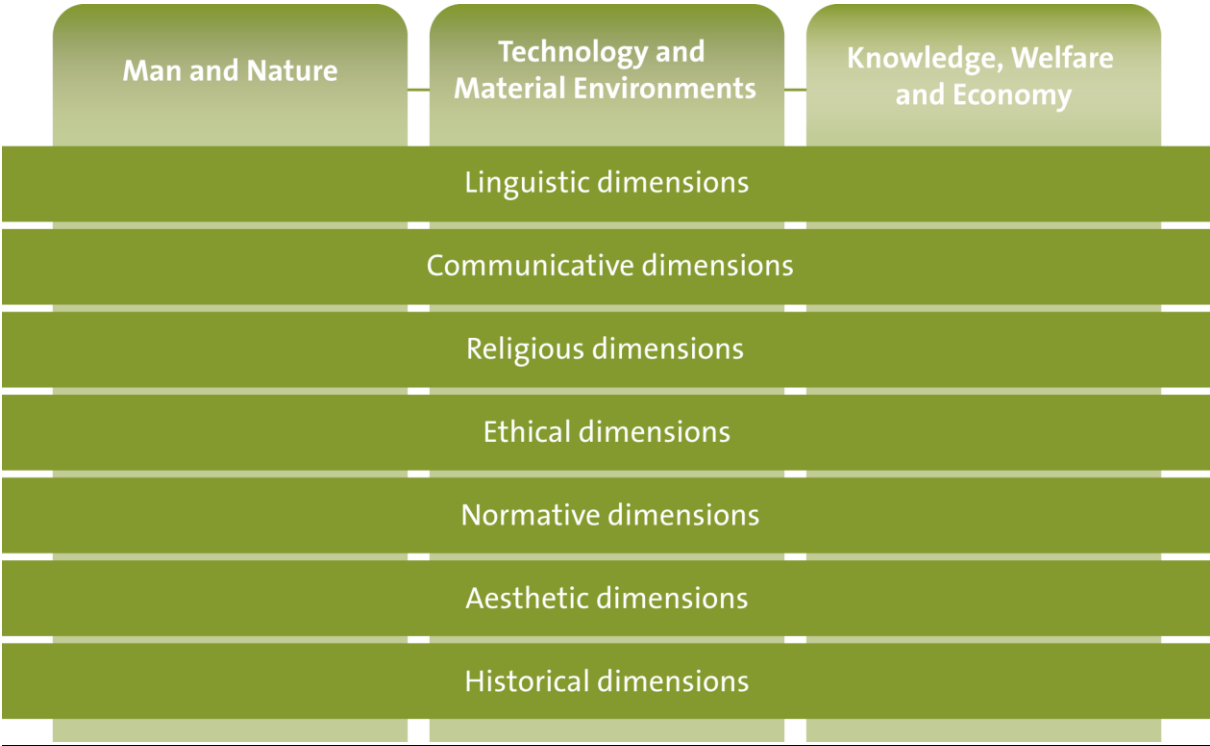 Man and Nature
Technology and
Material Environments
Knowledge, Welfare
and Economy
Linguistic dimensions
Communicative dimensions
Religious dimensions
Ethical dimensions
Normative dimensions
Aesthetic dimensions
Historical dimensions